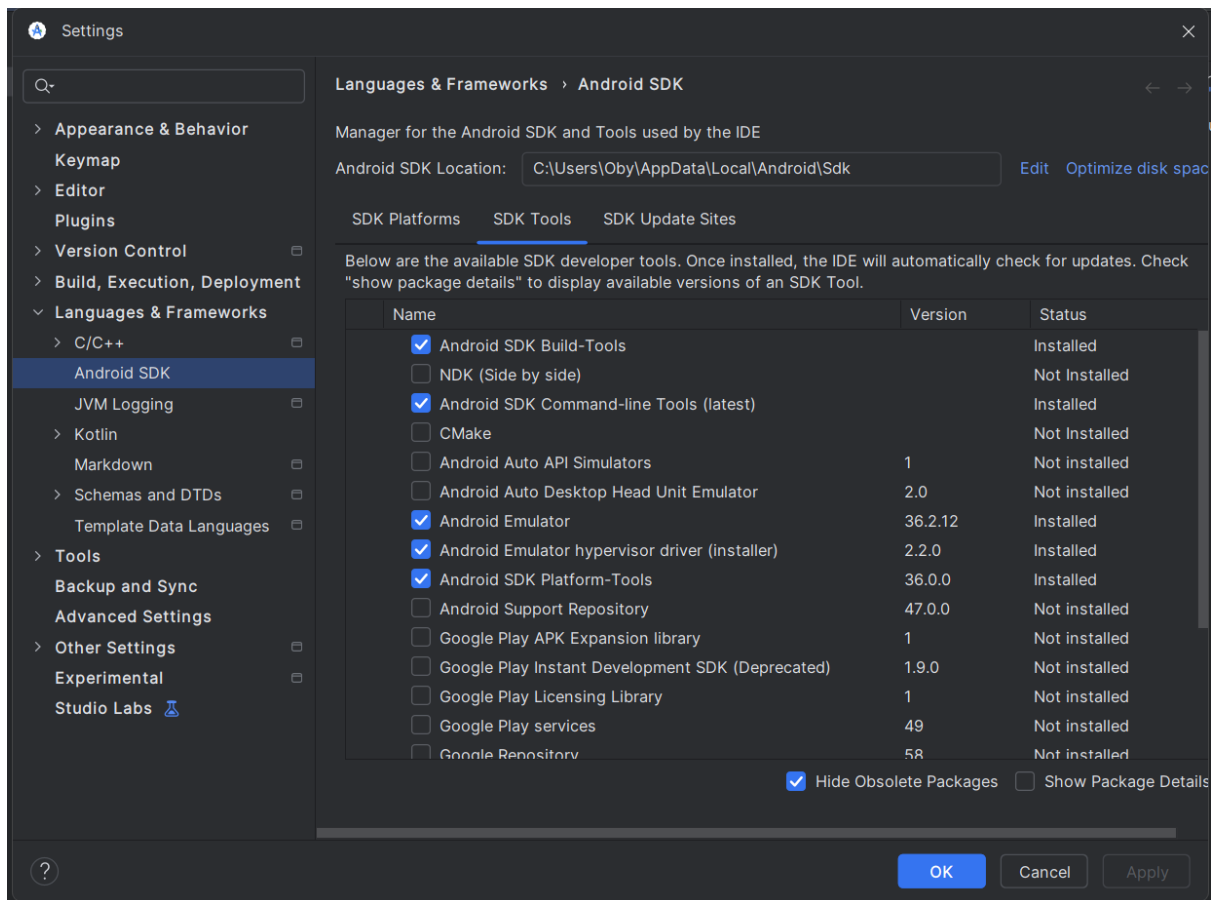 Settings
Languages & Frameworks › Android SDK
Appearance & Behavior
Keymap
Editor
Plugins
Version Control
Build, Execution, Deployment
Languages & Frameworks
C/C++
Android SDK
JVM Logging
Kotlin
Markdown
Schemas and DTDs
Template Data Languages
Tools
Backup and Sync
Advanced Settings
Other Settings
Experimental
Studio Labs
Manager for the Android SDK and Tools used by the IDE
Android SDK Location: C:\Users\Oby\AppData\Local\Android\Sdk Edit Optimize disk spac
SDK Platforms SDK Tools SDK Update Sites
Below are the available SDK developer tools. Once installed, the IDE will automatically check for updates. Check
"show package details" to display available versions of an SDK Tool.
Name Version Status
Android SDK Build-Tools Installed
NDK (Side by side) Not Installed
Android SDK Command-line Tools (latest) Installed
CMake Not Installed
Android Auto API Simulators 1 Not installed
Android Auto Desktop Head Unit Emulator 2.0 Not installed
Android Emulator 36.2.12 Installed
Android Emulator hypervisor driver (installer) 2.2.0 Installed
Android SDK Platform-Tools 36.0.0 Installed
Android Support Repository 47.0.0 Not installed
Google Play APK Expansion library 1 Not installed
Google Play Instant Development SDK (Deprecated) 1.9.0 Not installed
Google Play Licensing Library 1 Not installed
Google Play services 49 Not installed
Google Repository 58 Not installed
Hide Obsolete Packages Show Package Details
? OK Cancel Apply